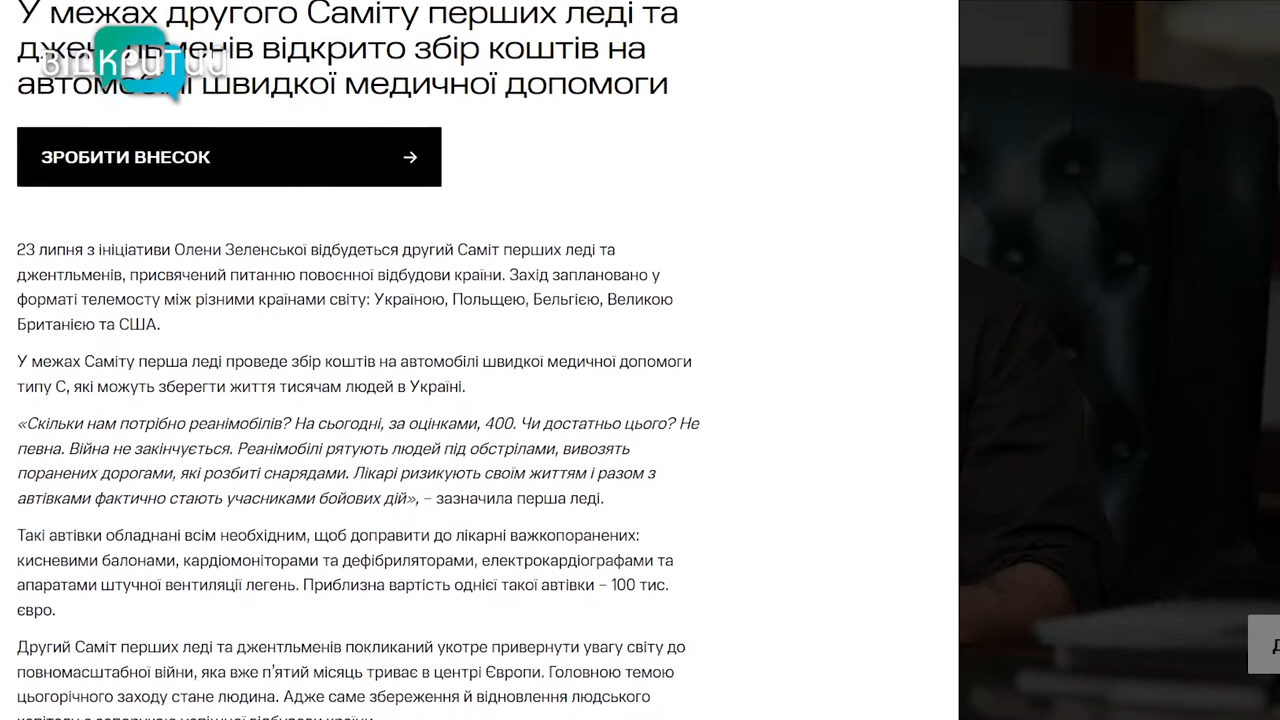 У межах другого Саміту перших леді та
джентльменів відкрито збір коштів на
автомобілі швидкої медичної допомоги
ВІДКРИТИЙ
ЗРОБИТИ ВНЕСОК →
23 липня з ініціативи Олени Зеленської відбудеться другий Саміт перших леді та
джентльменів, присвячений питанню повоєнної відбудови країни. Захід заплановано у
форматі телемосту між різними країнами світу: Україною, Польщею, Бельгією, Великою
Британією та США.
У межах Саміту перша леді проведе збір коштів на автомобілі швидкої медичної допомоги
типу С, які можуть зберегти життя тисячам людей в Україні.
«Скільки нам потрібно реанімобілів? На сьогодні, за оцінками, 400. Чи достатньо цього? Не
певна. Війна не закінчується. Реанімобілі рятують людей під обстрілами, вивозять
поранених дорогами, які розбиті снарядами. Лікарі ризикують своїм життям і разом з
автівками фактично стають учасниками бойових дій», – зазначила перша леді.
Такі автівки обладнані всім необхідним, щоб доправити до лікарні важкопоранених:
кисневими балонами, кардіомоніторами та дефібриляторами, електрокардіографами та
апаратами штучної вентиляції легень. Приблизна вартість однієї такої автівки – 100 тис.
євро.
Другий Саміт перших леді та джентльменів покликаний укотре привернути увагу світу до
повномасштабної війни, яка вже п’ятий місяць триває в центрі Європи. Головною темою
цьогорічного заходу стане людина. Адже саме збереження й відновлення людського
капіталу є запорукою успішної відбудови країни.